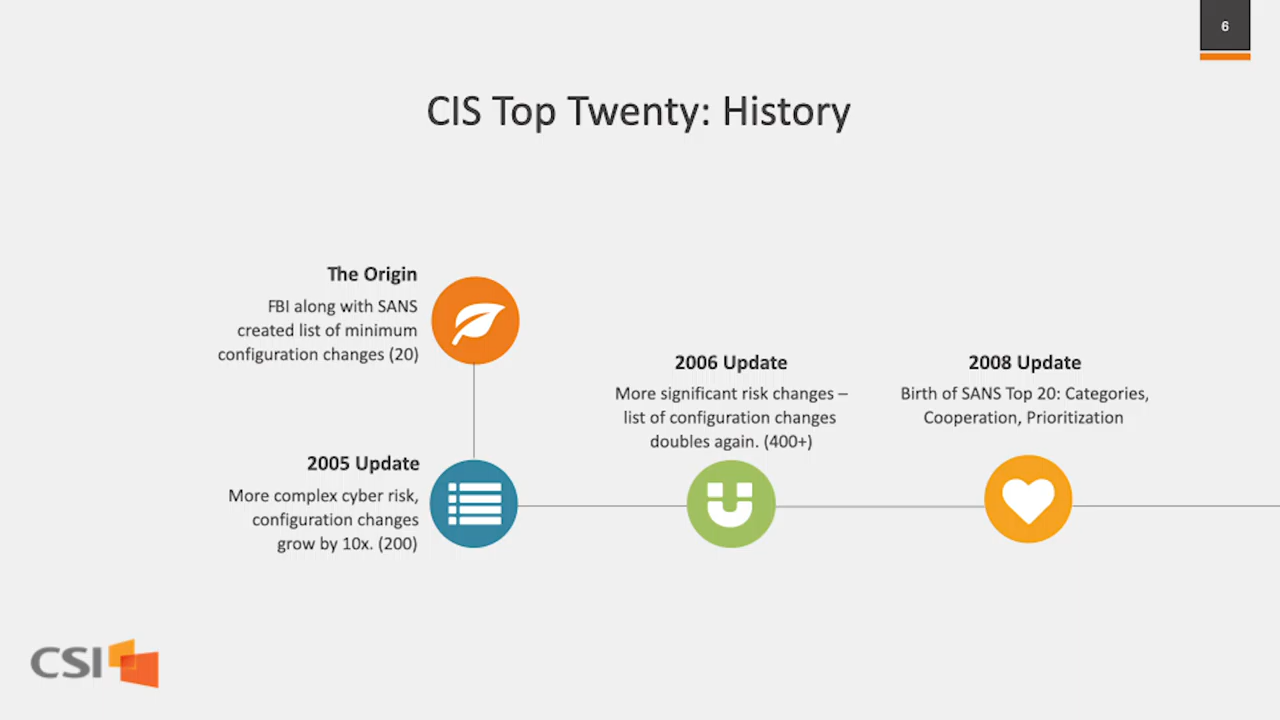 6
CIS Top Twenty: History
The Origin
FBI along with SANS
created list of minimum
configuration changes (20)
2005 Update
More complex cyber risk,
configuration changes
grow by 10x. (200)
2006 Update
More significant risk changes –
list of configuration changes
doubles again. (400+)
2008 Update
Birth of SANS Top 20: Categories,
Cooperation, Prioritization
CSI